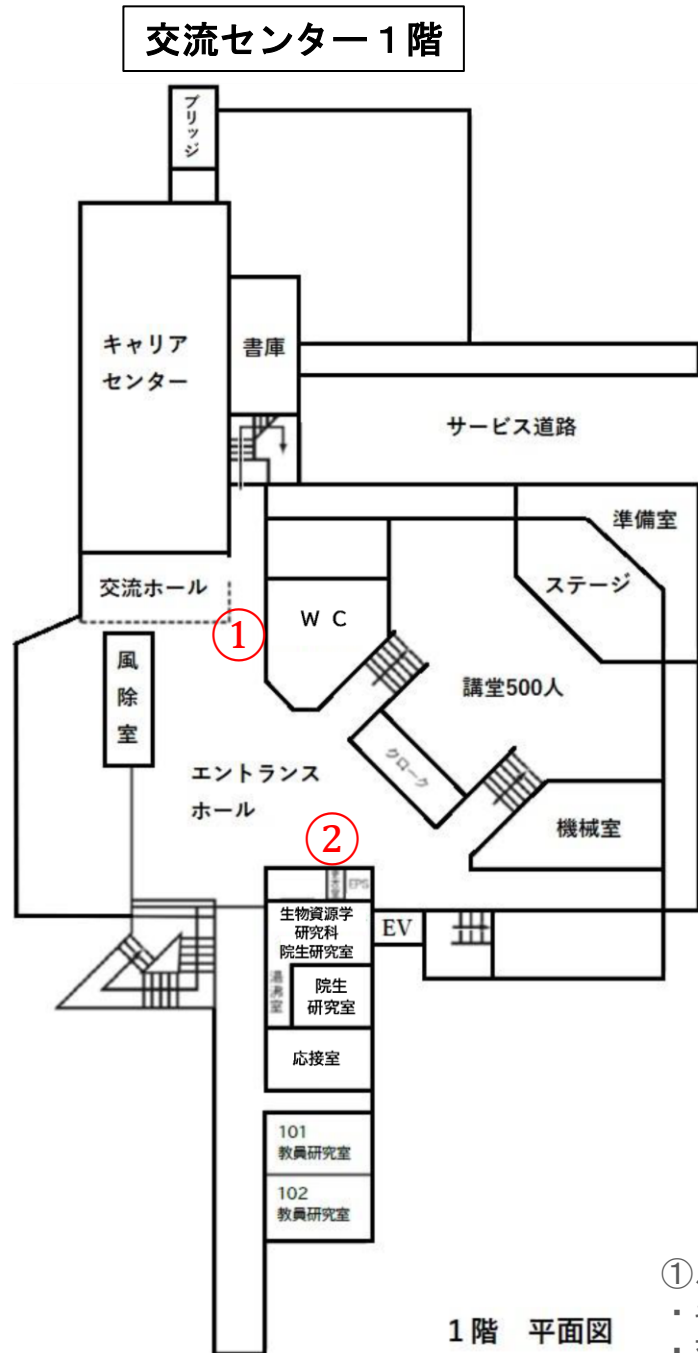 交流センター１階
ブリッジ
キャリア
センター
書庫
サービス道路
準備室
ステージ
交流ホール
①
ＷＣ
風除室
講堂500人
クローク
エントランス
ホール
②
機械室
EPS
生物資源学
研究科
院生研究室
EV
湯沸室
院生
研究室
応接室
101
教員研究室
102
教員研究室
①
１階　平面図